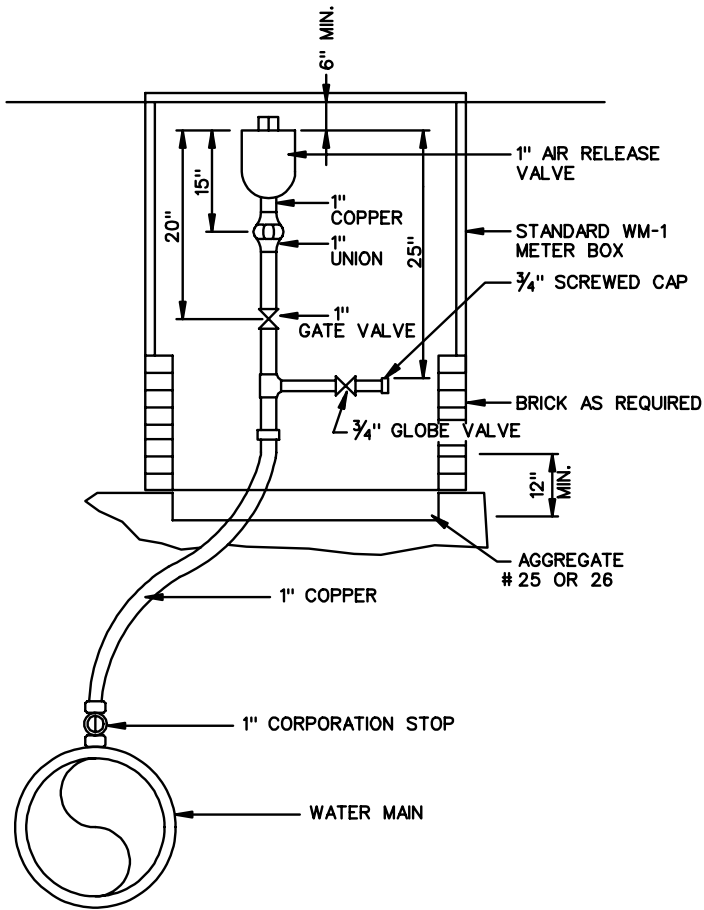 6" MIN.
1" AIR RELEASE
VALVE
15"
20"
1"
COPPER
1"
UNION
25"
STANDARD WM-1
METER BOX
3/4" SCREWED CAP
1"
GATE VALVE
BRICK AS REQUIRED
3/4" GLOBE VALVE
12"
MIN.
AGGREGATE
# 25 OR 26
1" COPPER
1" CORPORATION STOP
WATER MAIN